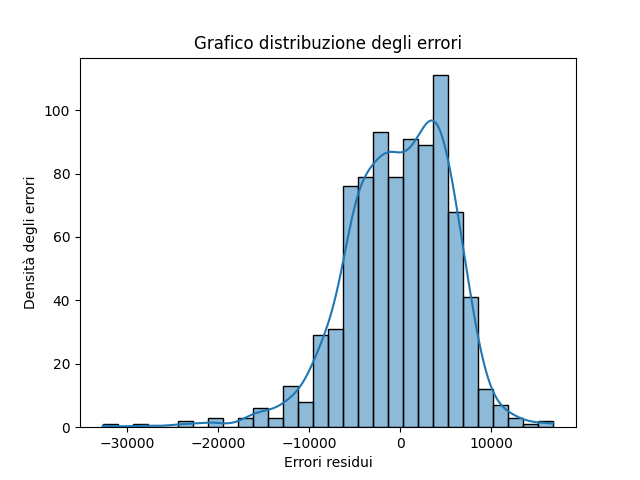 Grafico distribuzione degli errori
Densità degli errori
100
80
60
40
20
0
−30000 −20000 −10000 0 10000
Errori residui